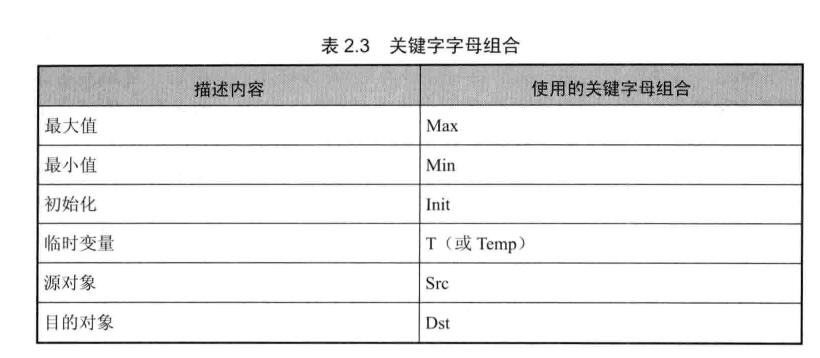 表 2.3 关键字字母组合
描述内容 使用的关键字母组合
最大值 Max
最小值 Min
初始化 Init
临时变量 T（或 Temp）
源对象 Src
目的对象 Dst